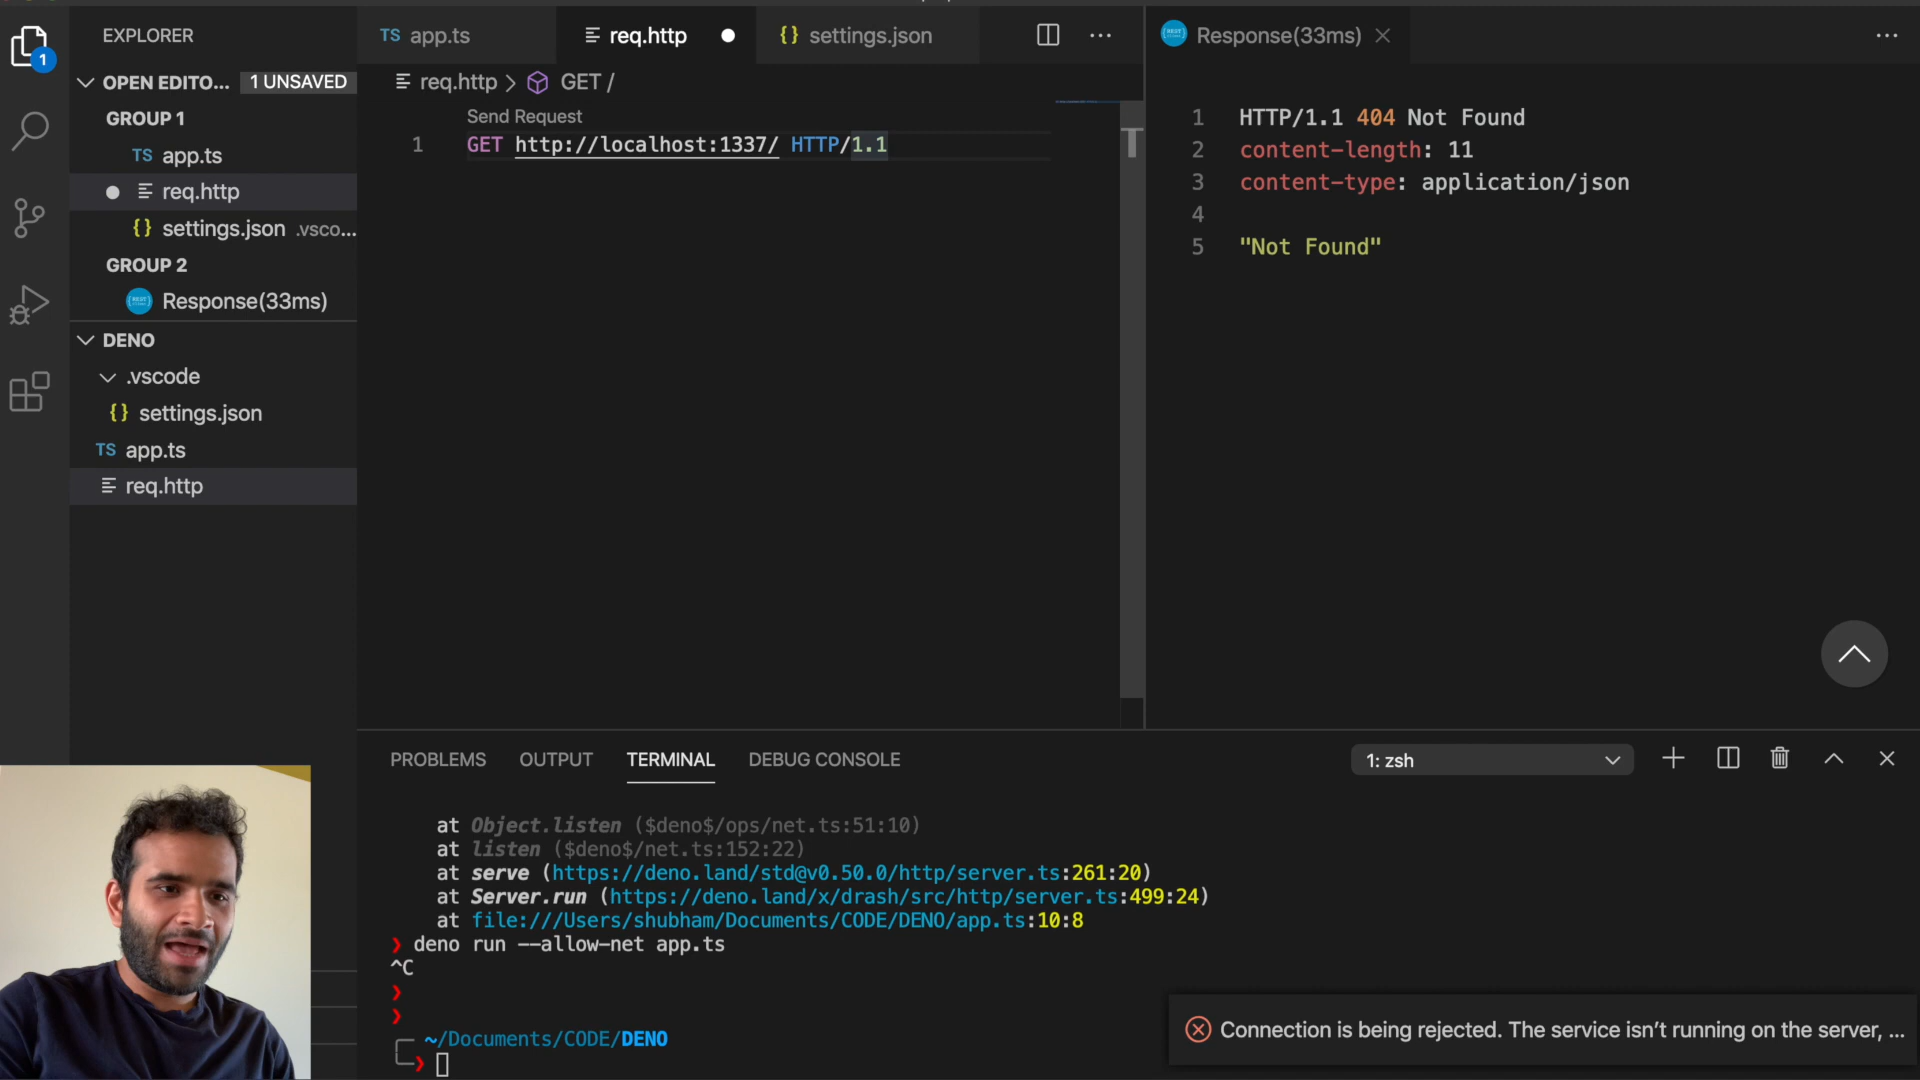 EXPLORER
OPEN EDITO... 1 UNSAVED
GROUP 1
TS app.ts
req.http
{} settings.json .vsco...
GROUP 2
Response(33ms)
DENO
.vscode
{} settings.json
TS app.ts
req.http
1
TS app.ts
req.http
{} settings.json
...
req.http > GET /
Send Request
1 GET http://localhost:1337/ HTTP/1.1
Response(33ms)
...
1 HTTP/1.1 404 Not Found
2 content-length: 11
3 content-type: application/json
4
5 "Not Found"
PROBLEMS OUTPUT TERMINAL DEBUG CONSOLE
1: zsh
at Object.listen ($deno$/ops/net.ts:51:10)
at listen ($deno$/net.ts:152:22)
at serve (https://deno.land/std@v0.50.0/http/server.ts:261:20)
at Server.run (https://deno.land/x/drash/src/http/server.ts:499:24)
at file:///Users/shubham/Documents/CODE/DENO/app.ts:10:8
❯ deno run --allow-net app.ts
^C
❯
❯
~/Documents/CODE/DENO
❯
Connection is being rejected. The service isn't running on the server, ...